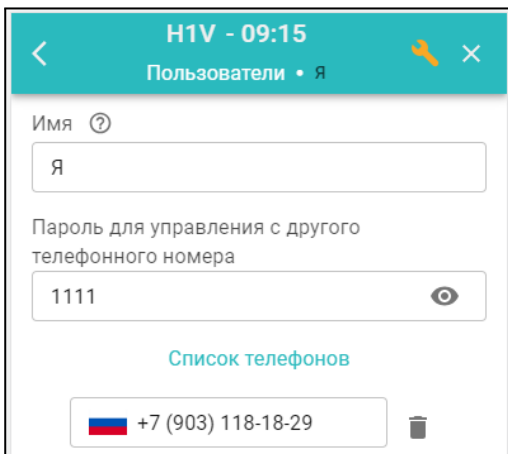 H1V - 09:15
Пользователи • Я
Имя
Я
Пароль для управления с другого
телефонного номера
1111
Список телефонов
+7 (903) 118-18-29